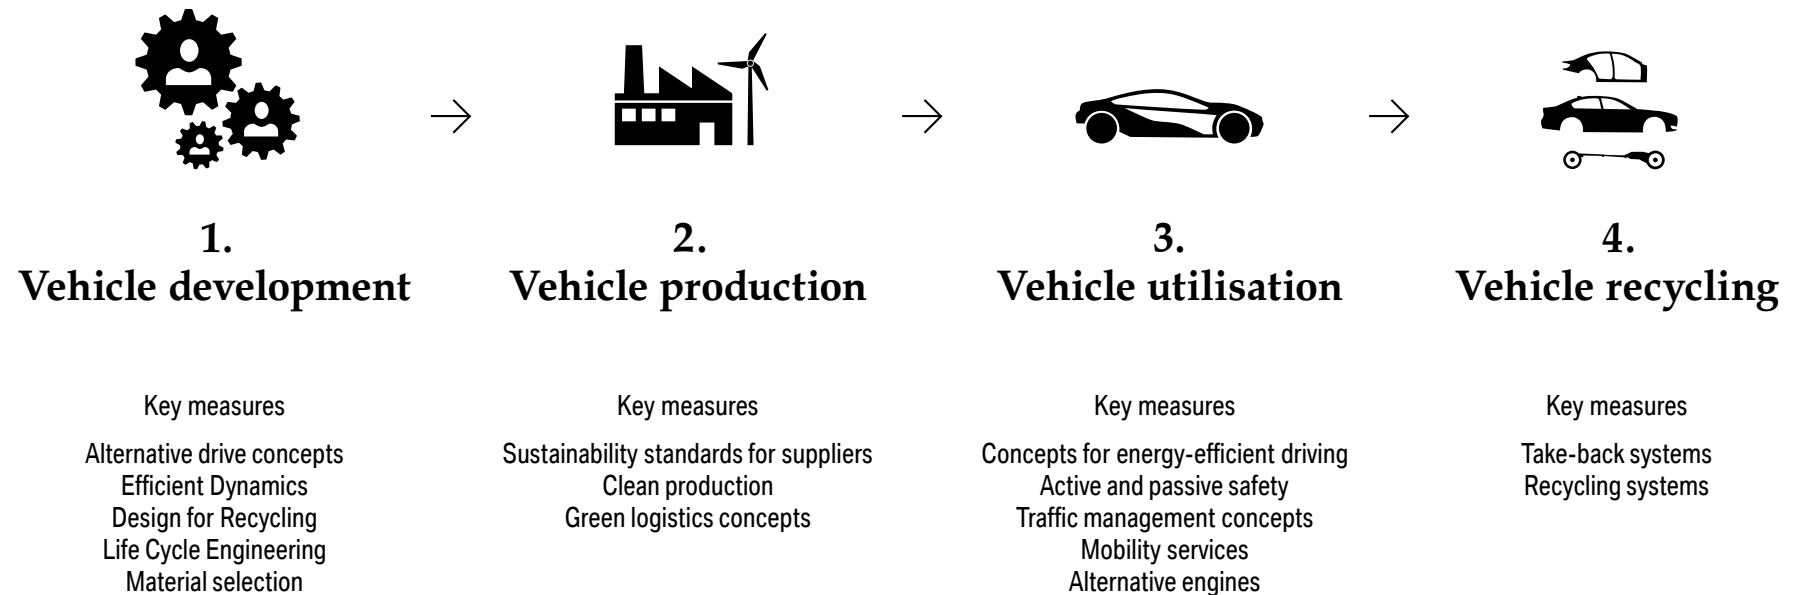 1.
Vehicle development
Key measures
Alternative drive concepts
Efficient Dynamics
Design for Recycling
Life Cycle Engineering
Material selection
2.
Vehicle production
Key measures
Sustainability standards for suppliers
Clean production
Green logistics concepts
3.
Vehicle utilisation
Key measures
Concepts for energy-efficient driving
Active and passive safety
Traffic management concepts
Mobility services
Alternative engines
4.
Vehicle recycling
Key measures
Take-back systems
Recycling systems